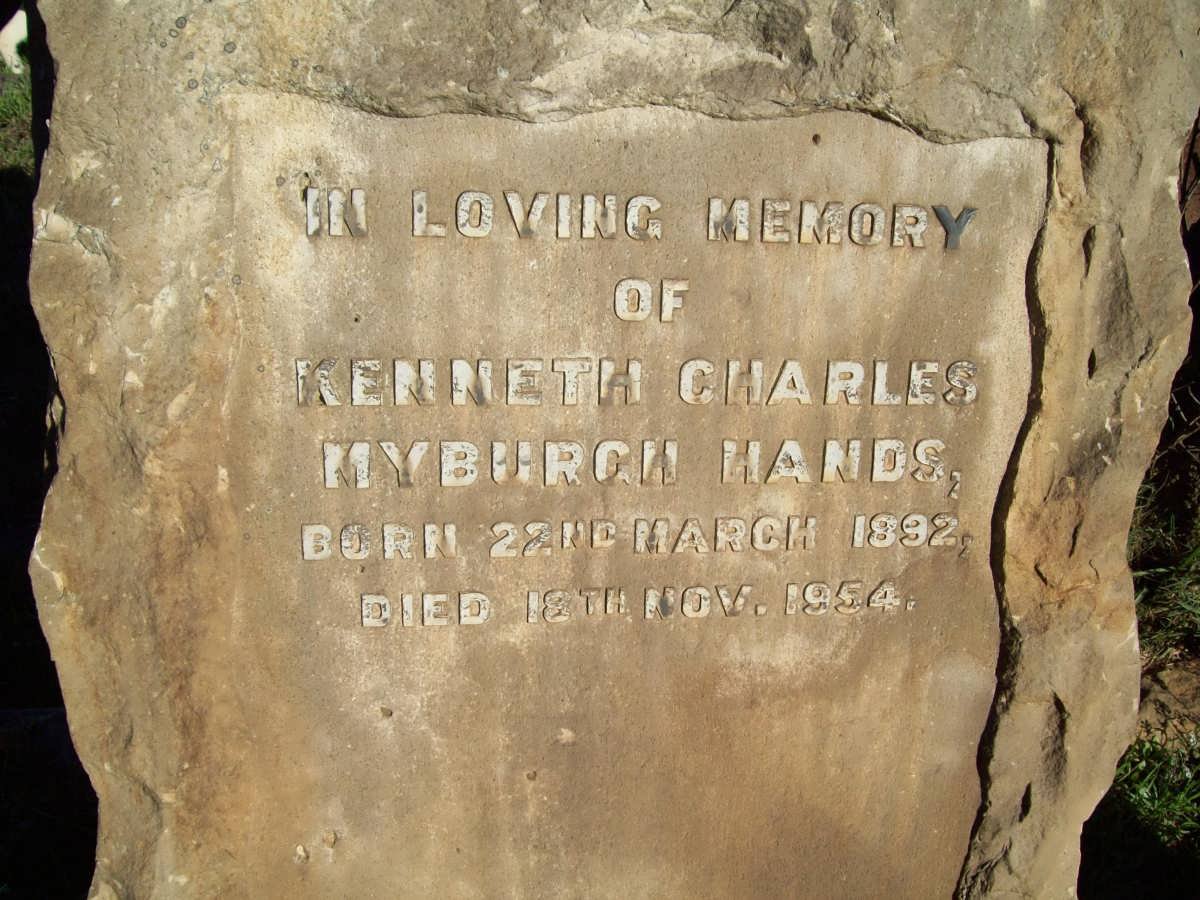 IN LOVING MEMORY
OF
KENNETH CHARLES
MYBURGH HANDS,
BORN 22ND MARCH 1892,
DIED 18TH NOV. 1954.